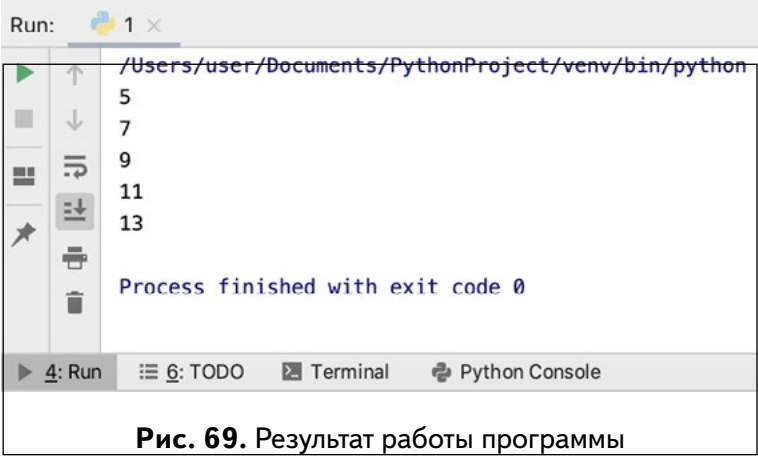 Run: 1
/Users/user/Documents/PythonProject/venv/bin/python
5
7
9
11
13
Process finished with exit code 0
4: Run 6: TODO Terminal Python Console
Рис. 69. Результат работы программы